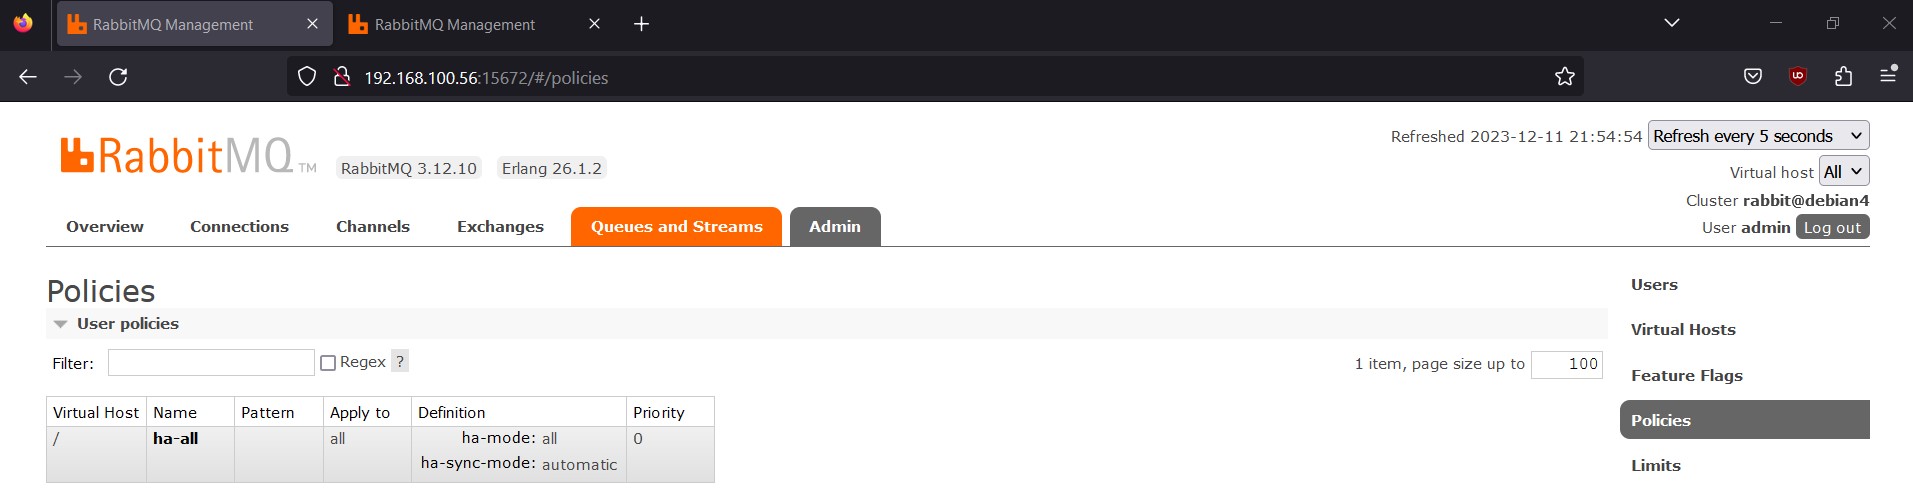 RabbitMQ Management
RabbitMQ Management
192.168.100.56:15672/#/policies
RabbitMQ TM
RabbitMQ 3.12.10 Erlang 26.1.2
Refreshed 2023-12-11 21:54:54 Refresh every 5 seconds
Virtual host All
Cluster rabbit@debian4
User admin Log out
Overview Connections Channels Exchanges Queues and Streams Admin
Policies
User policies
Filter: Regex ?
1 item, page size up to 100
Virtual Host Name Pattern Apply to Definition Priority
/ ha-all all ha-mode: all 0
ha-sync-mode: automatic
Users
Virtual Hosts
Feature Flags
Policies
Limits